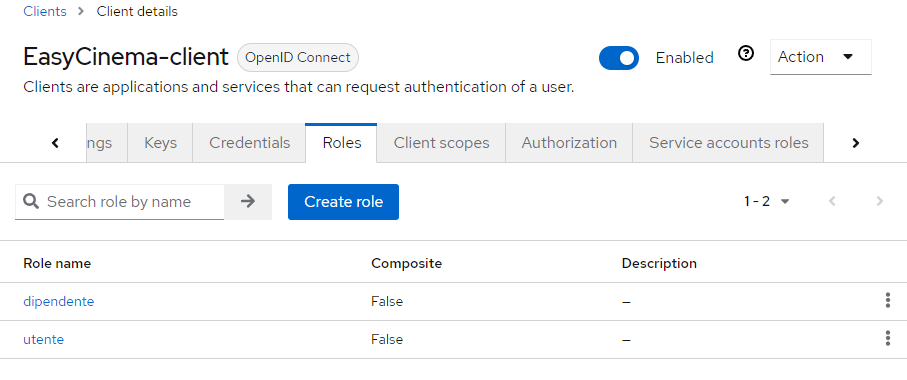 Clients > Client details
EasyCinema-client OpenID Connect Enabled Action
Clients are applications and services that can request authentication of a user.
ngs Keys Credentials Roles Client scopes Authorization Service accounts roles
Search role by name Create role 1 - 2
Role name Composite Description
dipendente False –
utente False –